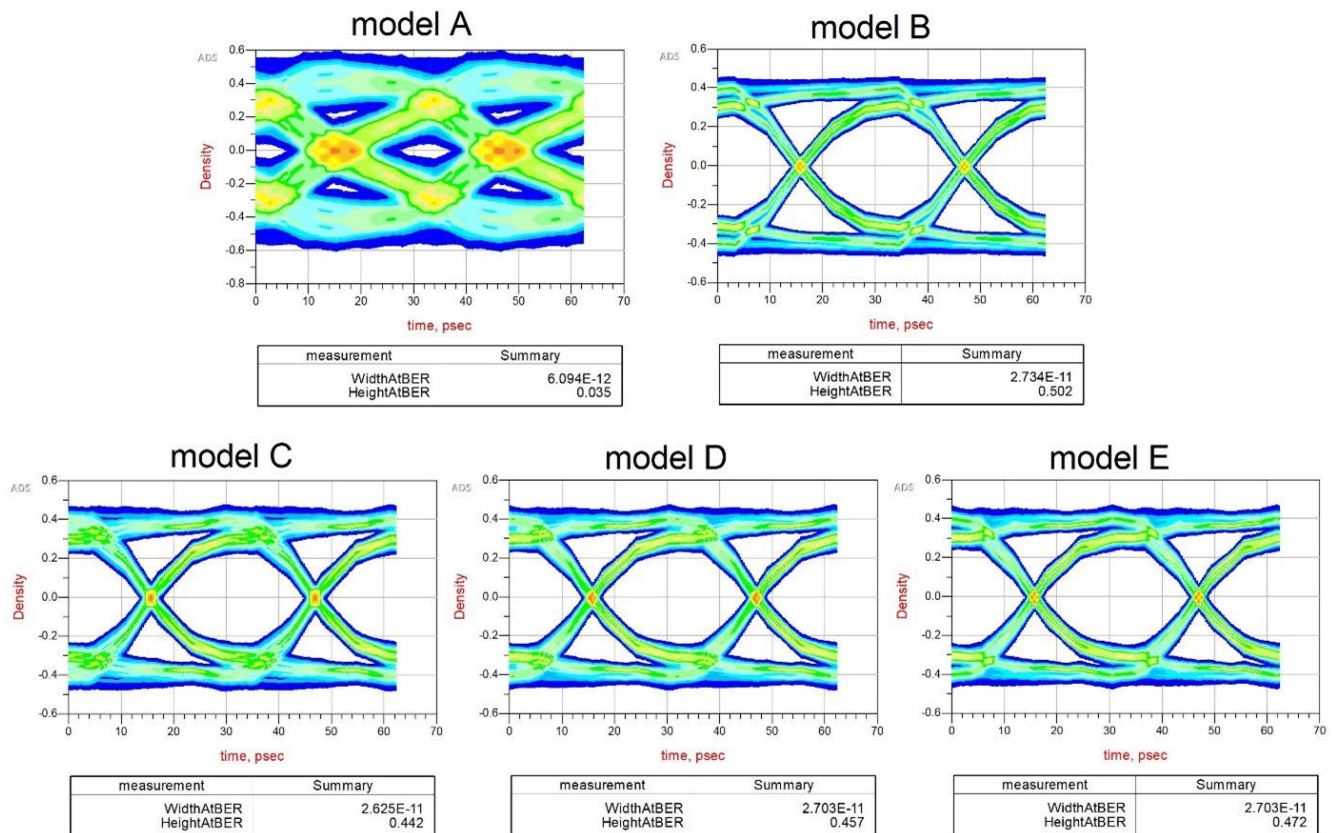 model A
ADS
0.6
0.4
0.2
0.0
-0.2
-0.4
-0.6
-0.8
Density
0 10 20 30 40 50 60 70
time, psec
measurement Summary
WidthAtBER 6.094E-12
HeightAtBER 0.035
model B
ADS
0.6
0.4
0.2
0.0
-0.2
-0.4
-0.6
Density
0 10 20 30 40 50 60 70
time, psec
measurement Summary
WidthAtBER 2.734E-11
HeightAtBER 0.502
model C
ADS
0.6
0.4
0.2
0.0
-0.2
-0.4
-0.6
Density
0 10 20 30 40 50 60 70
time, psec
measurement Summary
WidthAtBER 2.625E-11
HeightAtBER 0.442
model D
ADS
0.6
0.4
0.2
0.0
-0.2
-0.4
-0.6
Density
0 10 20 30 40 50 60 70
time, psec
measurement Summary
WidthAtBER 2.703E-11
HeightAtBER 0.457
model E
ADS
0.6
0.4
0.2
0.0
-0.2
-0.4
-0.6
Density
0 10 20 30 40 50 60 70
time, psec
measurement Summary
WidthAtBER 2.703E-11
HeightAtBER 0.472